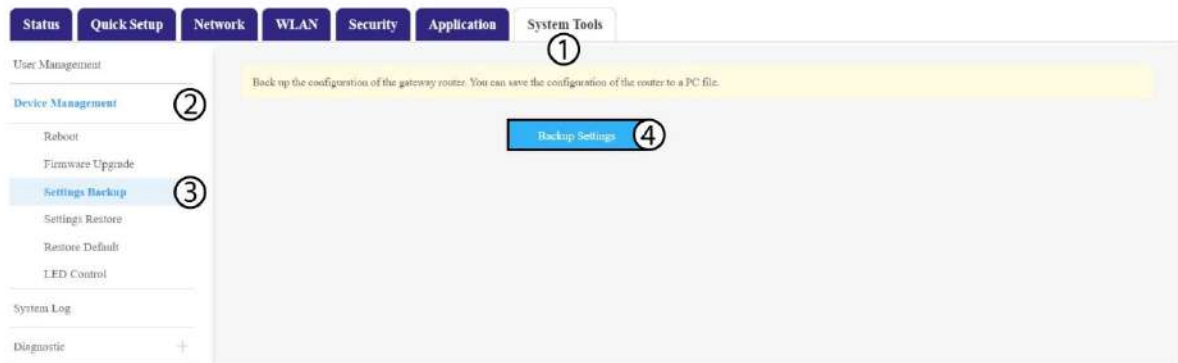 Status Quick Setup Network WLAN Security Application System Tools
①
User Management
Back up the configuration of the gateway router. You can save the configuration of the router to a PC file.
Device Management ②
Backup Settings ④
Reboot
Firmware Upgrade
Settings Backup ③
Settings Restore
Restore Default
LED Control
System Log
Diagnostic +